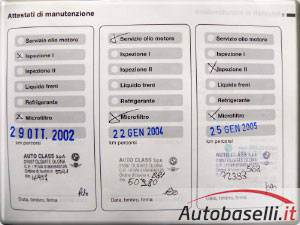 Attestati di manutenzione
Servizio olio motore
Ispezione I
Ispezione II
Liquido freni
Refrigerante
Microfiltro
29 OTT. 2002
km percorsi
AUTO CLASS S.p.A.
Data, timbro, firma
Servizio olio motore
Ispezione I
Ispezione II
Liquido freni
Refrigerante
Microfiltro
22 GEN 2004
km percorsi
AUTO CLASS S.p.A.
Data, timbro, firma
Servizio olio motore
Ispezione I
Ispezione II
Liquido freni
Refrigerante
Microfiltro
25 GEN 2005
km percorsi
AUTO CLASS S.p.A.
Data, timbro, firma
Autobaselli.it